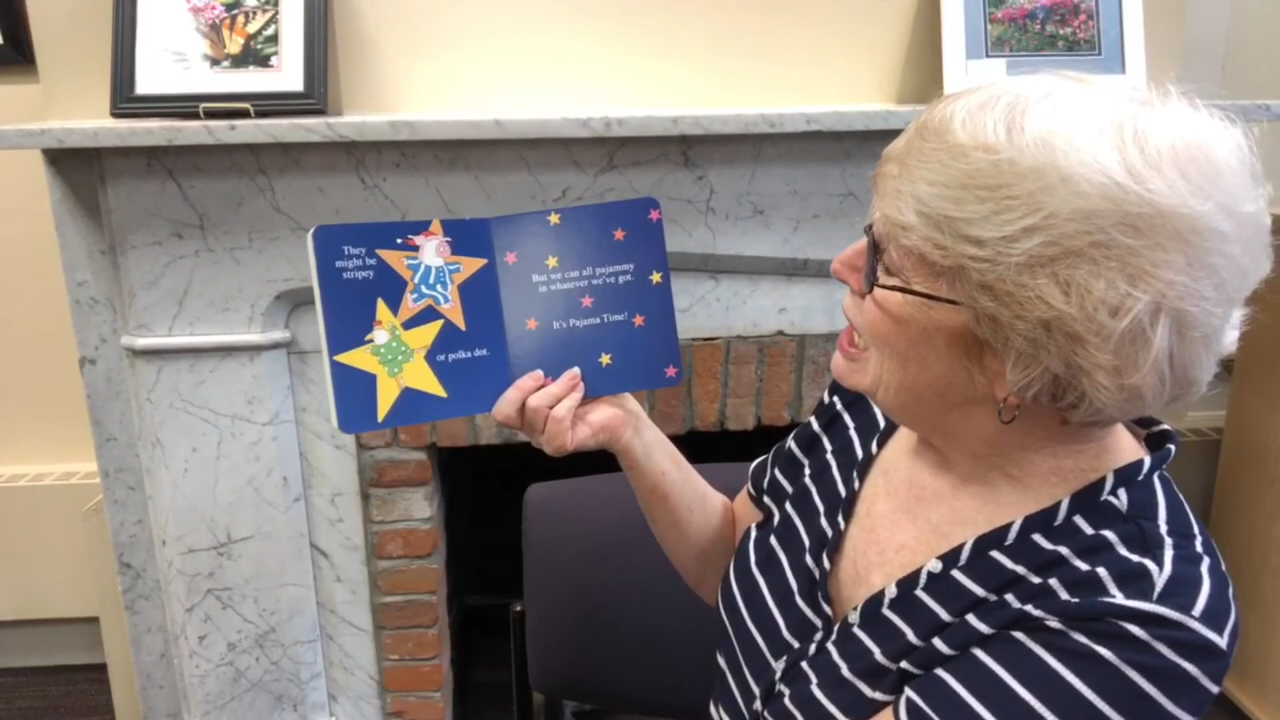 They
might be
stripey
or polka dot.
But we can all pajammy
in whatever we've got.
It's Pajama Time!